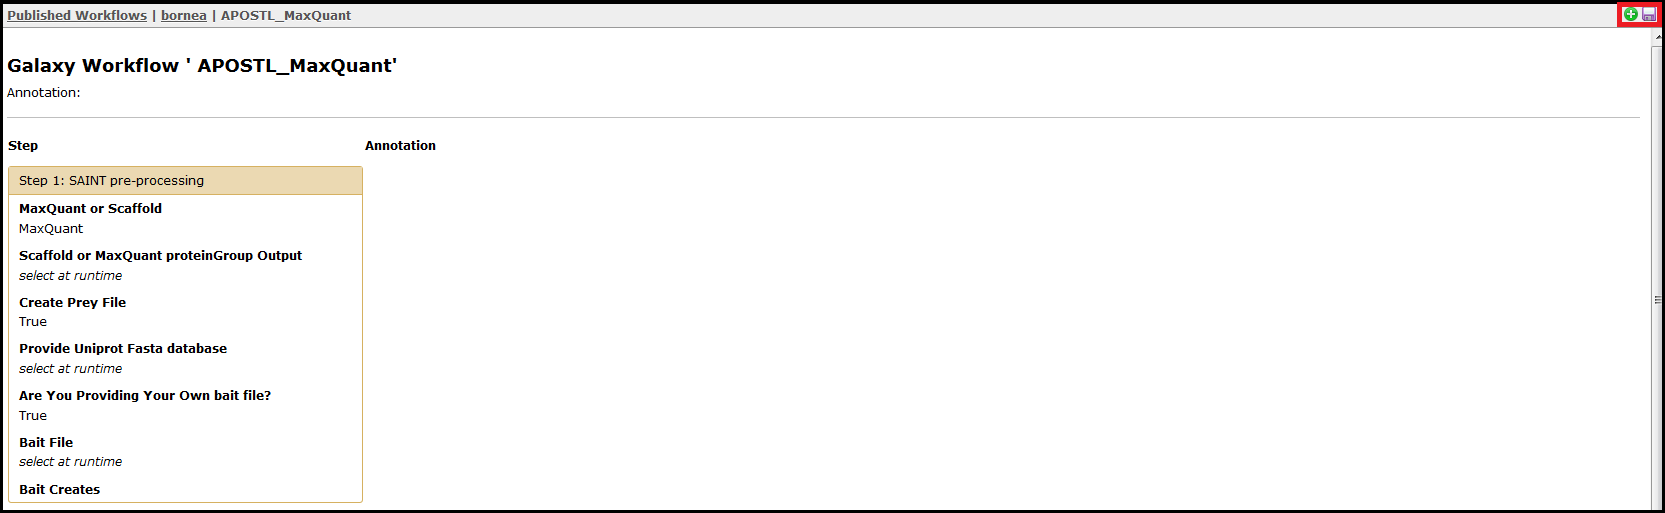 Published Workflows | bornea | APOSTL_MaxQuant
Galaxy Workflow ' APOSTL_MaxQuant'
Annotation:
Step Annotation
Step 1: SAINT pre-processing
MaxQuant or Scaffold
MaxQuant
Scaffold or MaxQuant proteinGroup Output
select at runtime
Create Prey File
True
Provide Uniprot Fasta database
select at runtime
Are You Providing Your Own bait file?
True
Bait File
select at runtime
Bait Creates